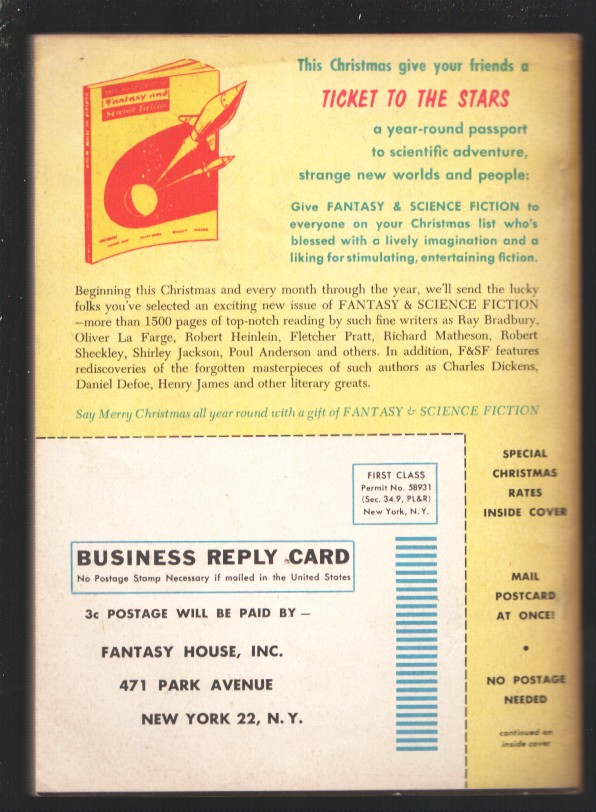 Fantasy and
Science Fiction
This Christmas give your friends a
TICKET TO THE STARS
a year-round passport
to scientific adventure,
strange new worlds and people:
Give FANTASY & SCIENCE FICTION to
everyone on your Christmas list who's
blessed with a lively imagination and a
liking for stimulating, entertaining fiction.
Beginning this Christmas and every month through the year, we'll send the lucky
folks you've selected an exciting new issue of FANTASY & SCIENCE FICTION
—more than 1500 pages of top-notch reading by such fine writers as Ray Bradbury,
Oliver La Farge, Robert Heinlein, Fletcher Pratt, Richard Matheson, Robert
Sheckley, Shirley Jackson, Poul Anderson and others. In addition, F&SF features
rediscoveries of the forgotten masterpieces of such authors as Charles Dickens,
Daniel Defoe, Henry James and other literary greats.
Say Merry Christmas all year round with a gift of FANTASY & SCIENCE FICTION
FIRST CLASS
Permit No. 58931
(Sec. 34.9, PL&R)
New York, N. Y.
BUSINESS REPLY CARD
No Postage Stamp Necessary if mailed in the United States
3c POSTAGE WILL BE PAID BY —
FANTASY HOUSE, INC.
471 PARK AVENUE
NEW YORK 22, N. Y.
SPECIAL
CHRISTMAS
RATES
INSIDE COVER
MAIL
POSTCARD
AT ONCE!
•
NO POSTAGE
NEEDED
continued on
inside cover